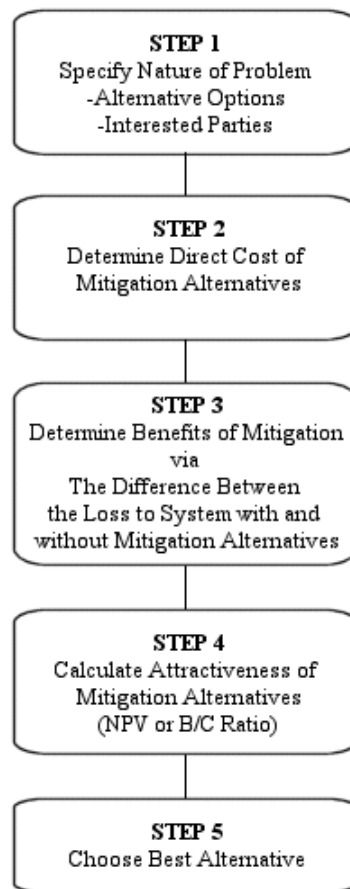 STEP 1
Specify Nature of Problem
-Alternative Options
-Interested Parties
STEP 2
Determine Direct Cost of
Mitigation Alternatives
STEP 3
Determine Benefits of Mitigation
via
The Difference Between
the Loss to System with and
without Mitigation Alternatives
STEP 4
Calculate Attractiveness of
Mitigation Alternatives
(NPV or B/C Ratio)
STEP 5
Choose Best Alternative